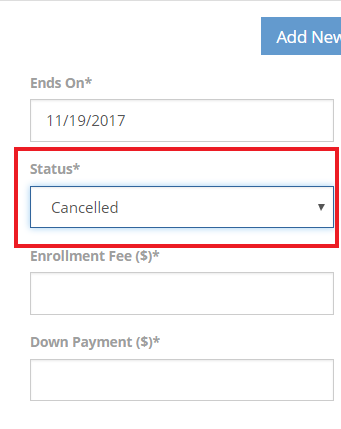 Add New
Ends On*
11/19/2017
Status*
Cancelled
Enrollment Fee ($)*
Down Payment ($)*